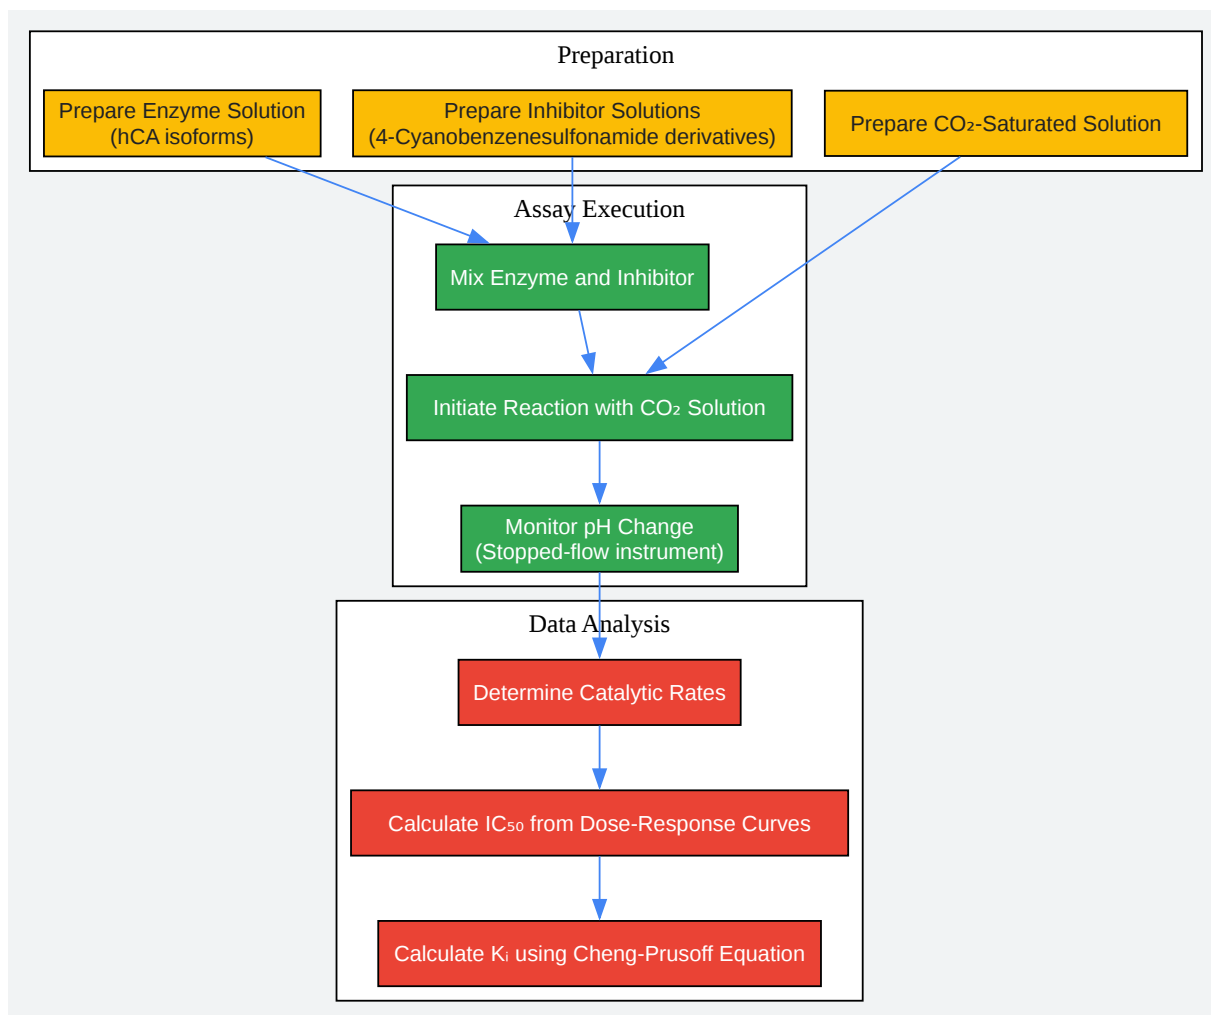 Preparation
Prepare Enzyme Solution
(hCA isoforms)
Prepare Inhibitor Solutions
(4-Cyanobenzenesulfonamide derivatives)
Prepare CO₂-Saturated Solution
Assay Execution
Mix Enzyme and Inhibitor
Initiate Reaction with CO₂ Solution
Monitor pH Change
(Stopped-flow instrument)
Data Analysis
Determine Catalytic Rates
Calculate IC₅₀ from Dose-Response Curves
Calculate Kᵢ using Cheng-Prusoff Equation